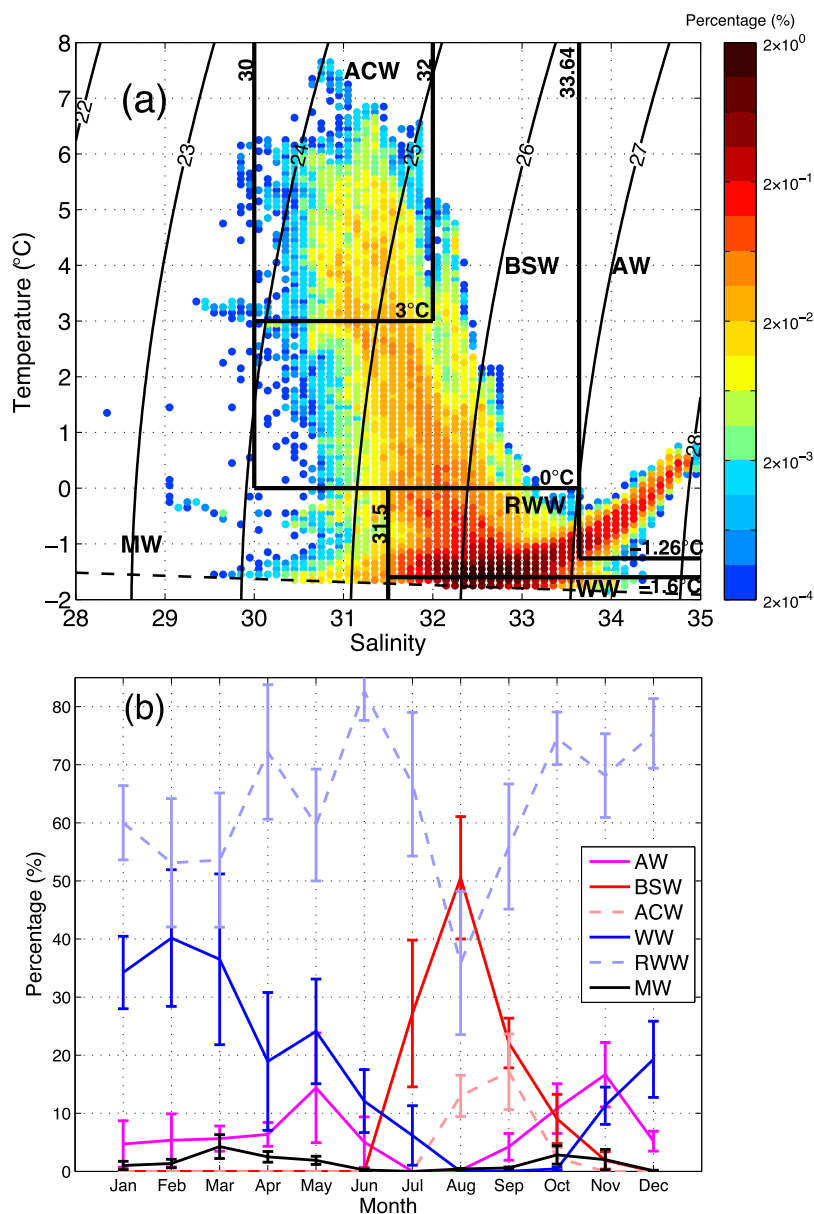 Percentage (%)
(a)
30
ACW
32
33.64
22
23
24
25
26
27
28
BSW
AW
3°C
0°C
RWW
31.5
MW
−1.26°C
WW
−1.6°C
8
7
6
5
4
3
2
1
0
−1
−2
Temperature (°C)
28 29 30 31 32 33 34 35
Salinity
2×10⁰
2×10⁻¹
2×10⁻²
2×10⁻³
2×10⁻⁴
(b)
80
70
60
50
40
30
20
10
0
Percentage (%)
AW
BSW
ACW
WW
RWW
MW
Jan Feb Mar Apr May Jun Jul Aug Sep Oct Nov Dec
Month